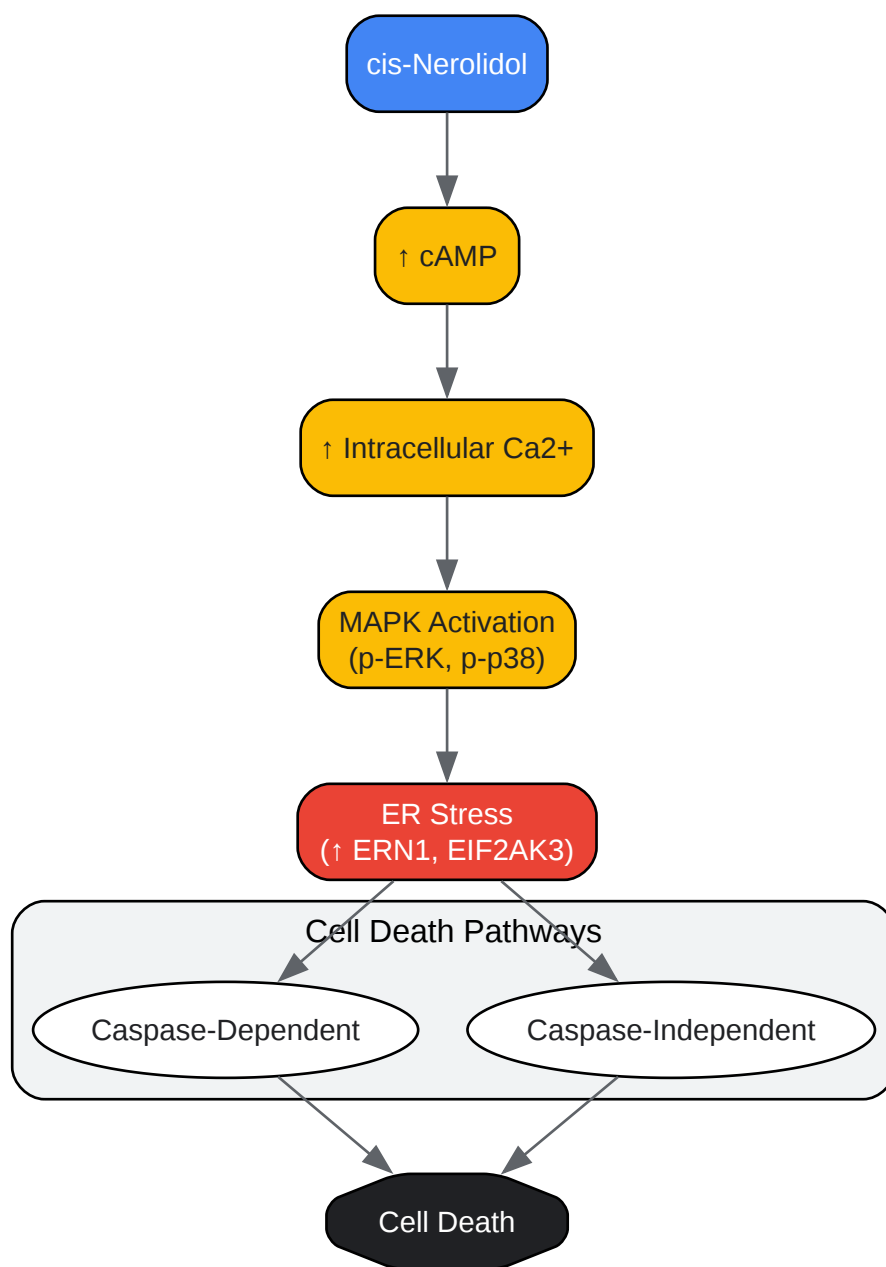 cis-Nerolidol
↑ cAMP
↑ Intracellular Ca2+
MAPK Activation
(p-ERK, p-p38)
ER Stress
(↑ ERN1, EIF2AK3)
Cell Death Pathways
Caspase-Dependent
Caspase-Independent
Cell Death